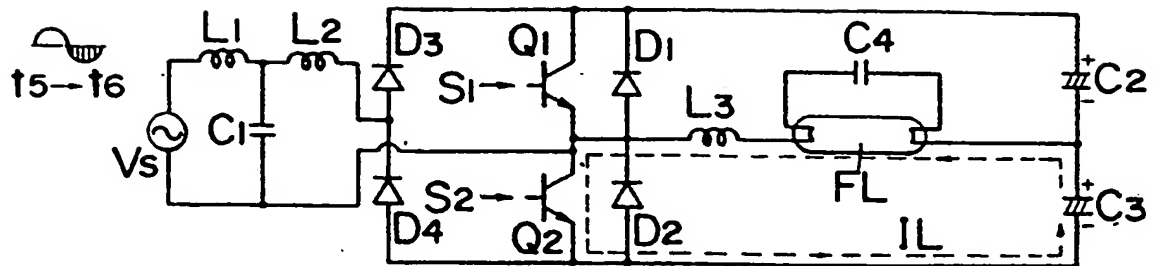 L1 L2 D3 Q1 D1 C4
t5→t6 S1 L3 C2
+
-
C1
Vs
S2 FL
+
-
C3
D4 Q2 D2 IL